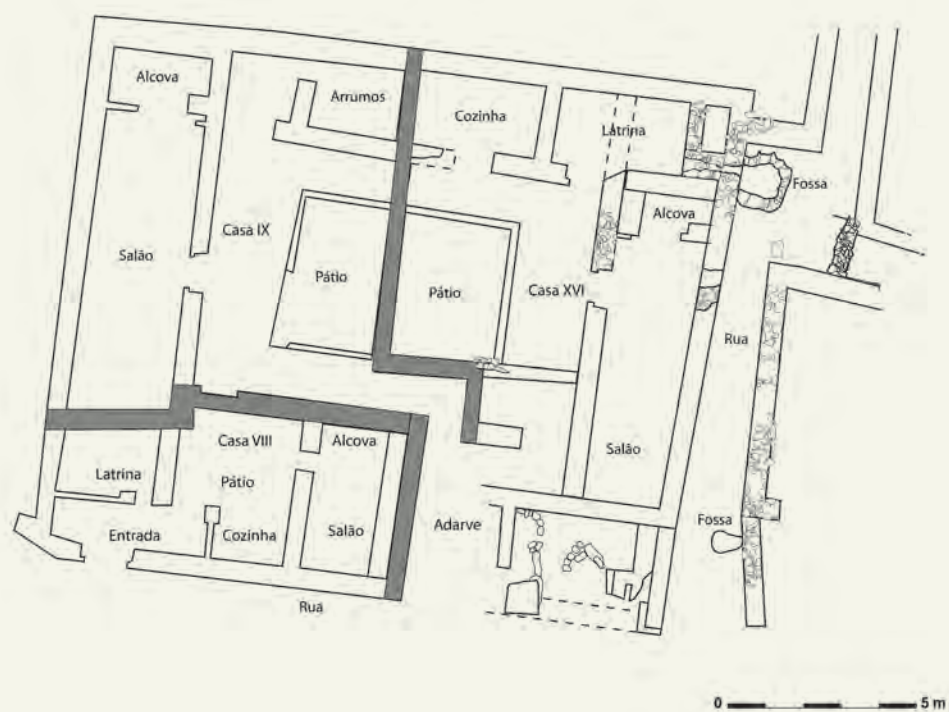 Alcova
Arrumos
Cozinha
Latrina
Fossa
Alcova
Casa IX
Salão
Pátio
Pátio
Casa XVI
Rua
Casa VIII
Alcova
Salão
Latrina
Pátio
Fossa
Adarve
Entrada
Cozinha
Salão
Rua
0 5 m